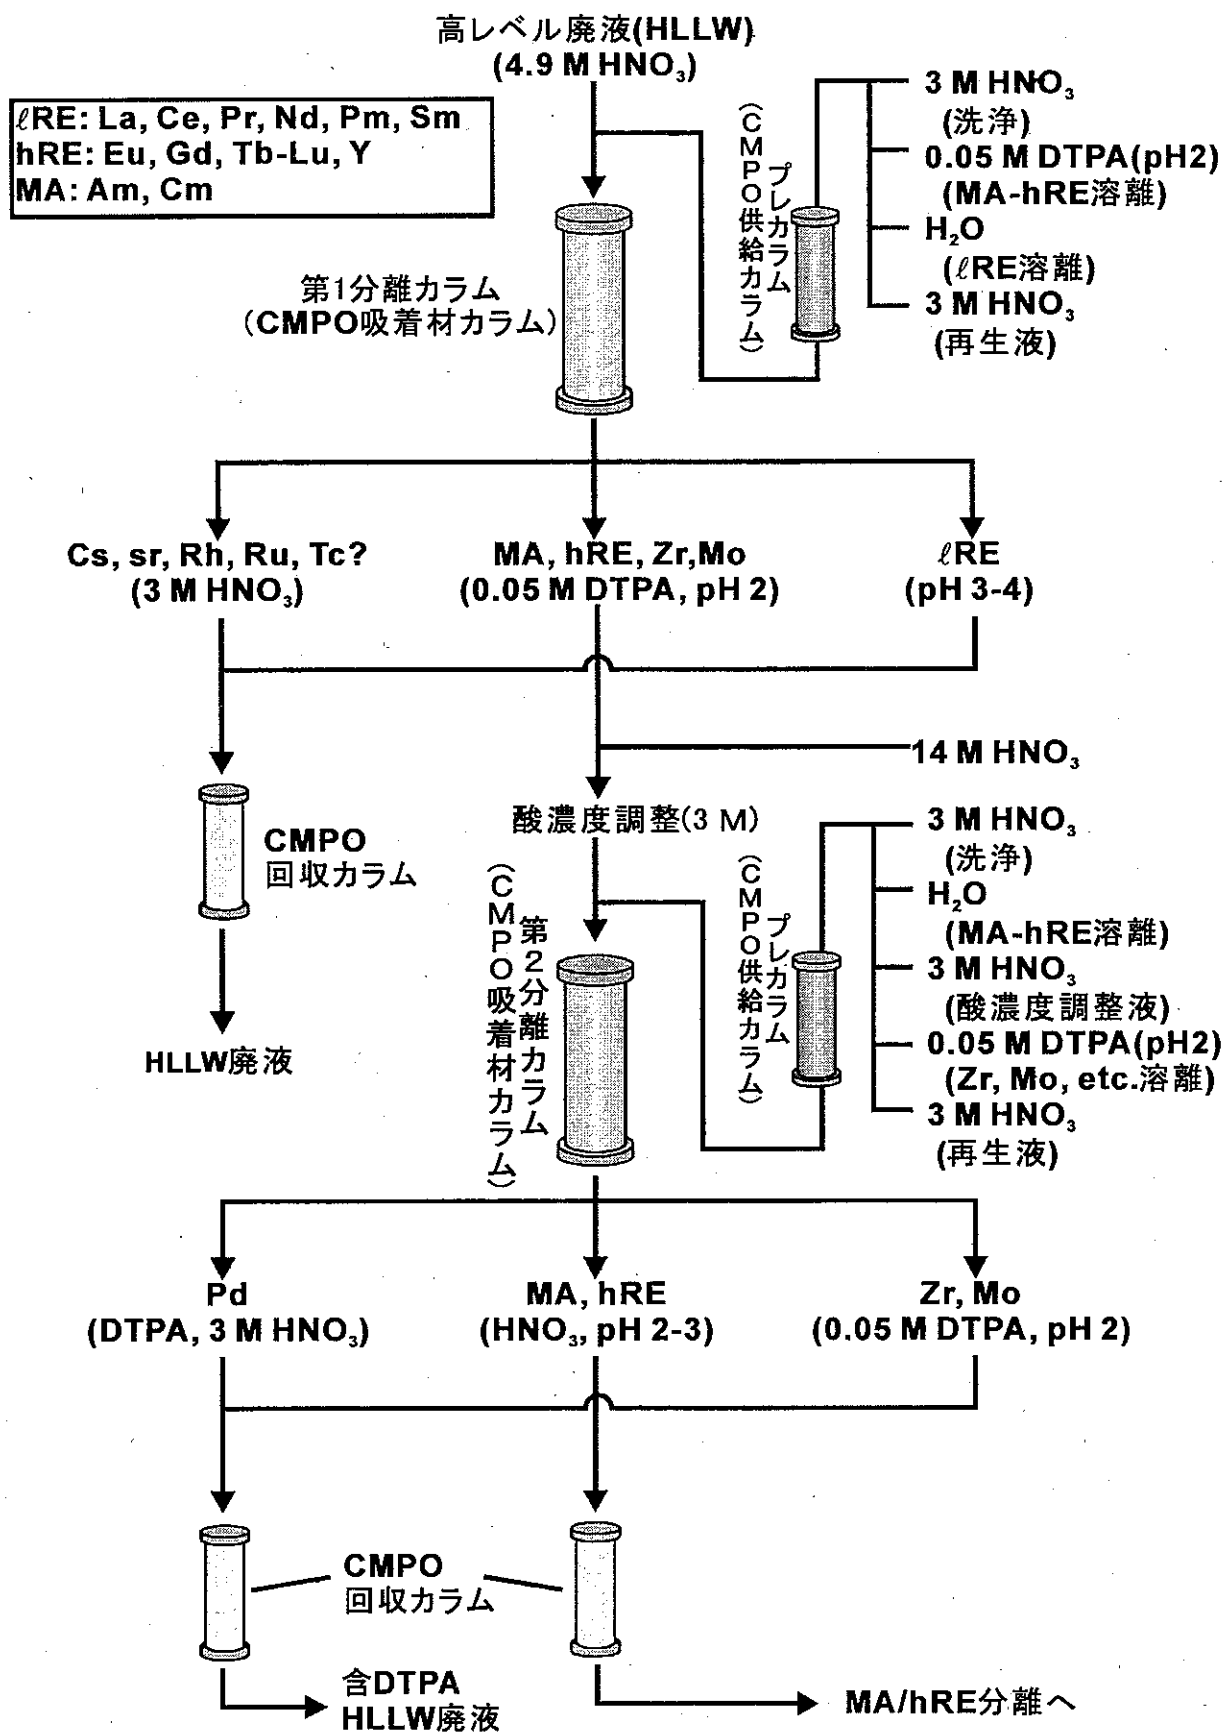 高レベル廃液(HLLW)
(4.9 M HNO₃)
ℓRE: La, Ce, Pr, Nd, Pm, Sm
hRE: Eu, Gd, Tb-Lu, Y
MA: Am, Cm
プレカラム
(CMPO供給カラム)
3 M HNO₃
(洗浄)
0.05 M DTPA(pH2)
(MA-hRE溶離)
H₂O
(ℓRE溶離)
3 M HNO₃
(再生液)
第1分離カラム
(CMPO吸着材カラム)
Cs, sr, Rh, Ru, Tc?
(3 M HNO₃)
MA, hRE, Zr,Mo
(0.05 M DTPA, pH 2)
ℓRE
(pH 3-4)
14 M HNO₃
酸濃度調整(3 M)
CMPO
回収カラム
HLLW廃液
第2分離カラム
(CMPO吸着材カラム)
プレカラム
(CMPO供給カラム)
3 M HNO₃
(洗浄)
H₂O
(MA-hRE溶離)
3 M HNO₃
(酸濃度調整液)
0.05 M DTPA(pH2)
(Zr, Mo, etc.溶離)
3 M HNO₃
(再生液)
Pd
(DTPA, 3 M HNO₃)
MA, hRE
(HNO₃, pH 2-3)
Zr, Mo
(0.05 M DTPA, pH 2)
CMPO
回収カラム
含DTPA
HLLW廃液
MA/hRE分離へ